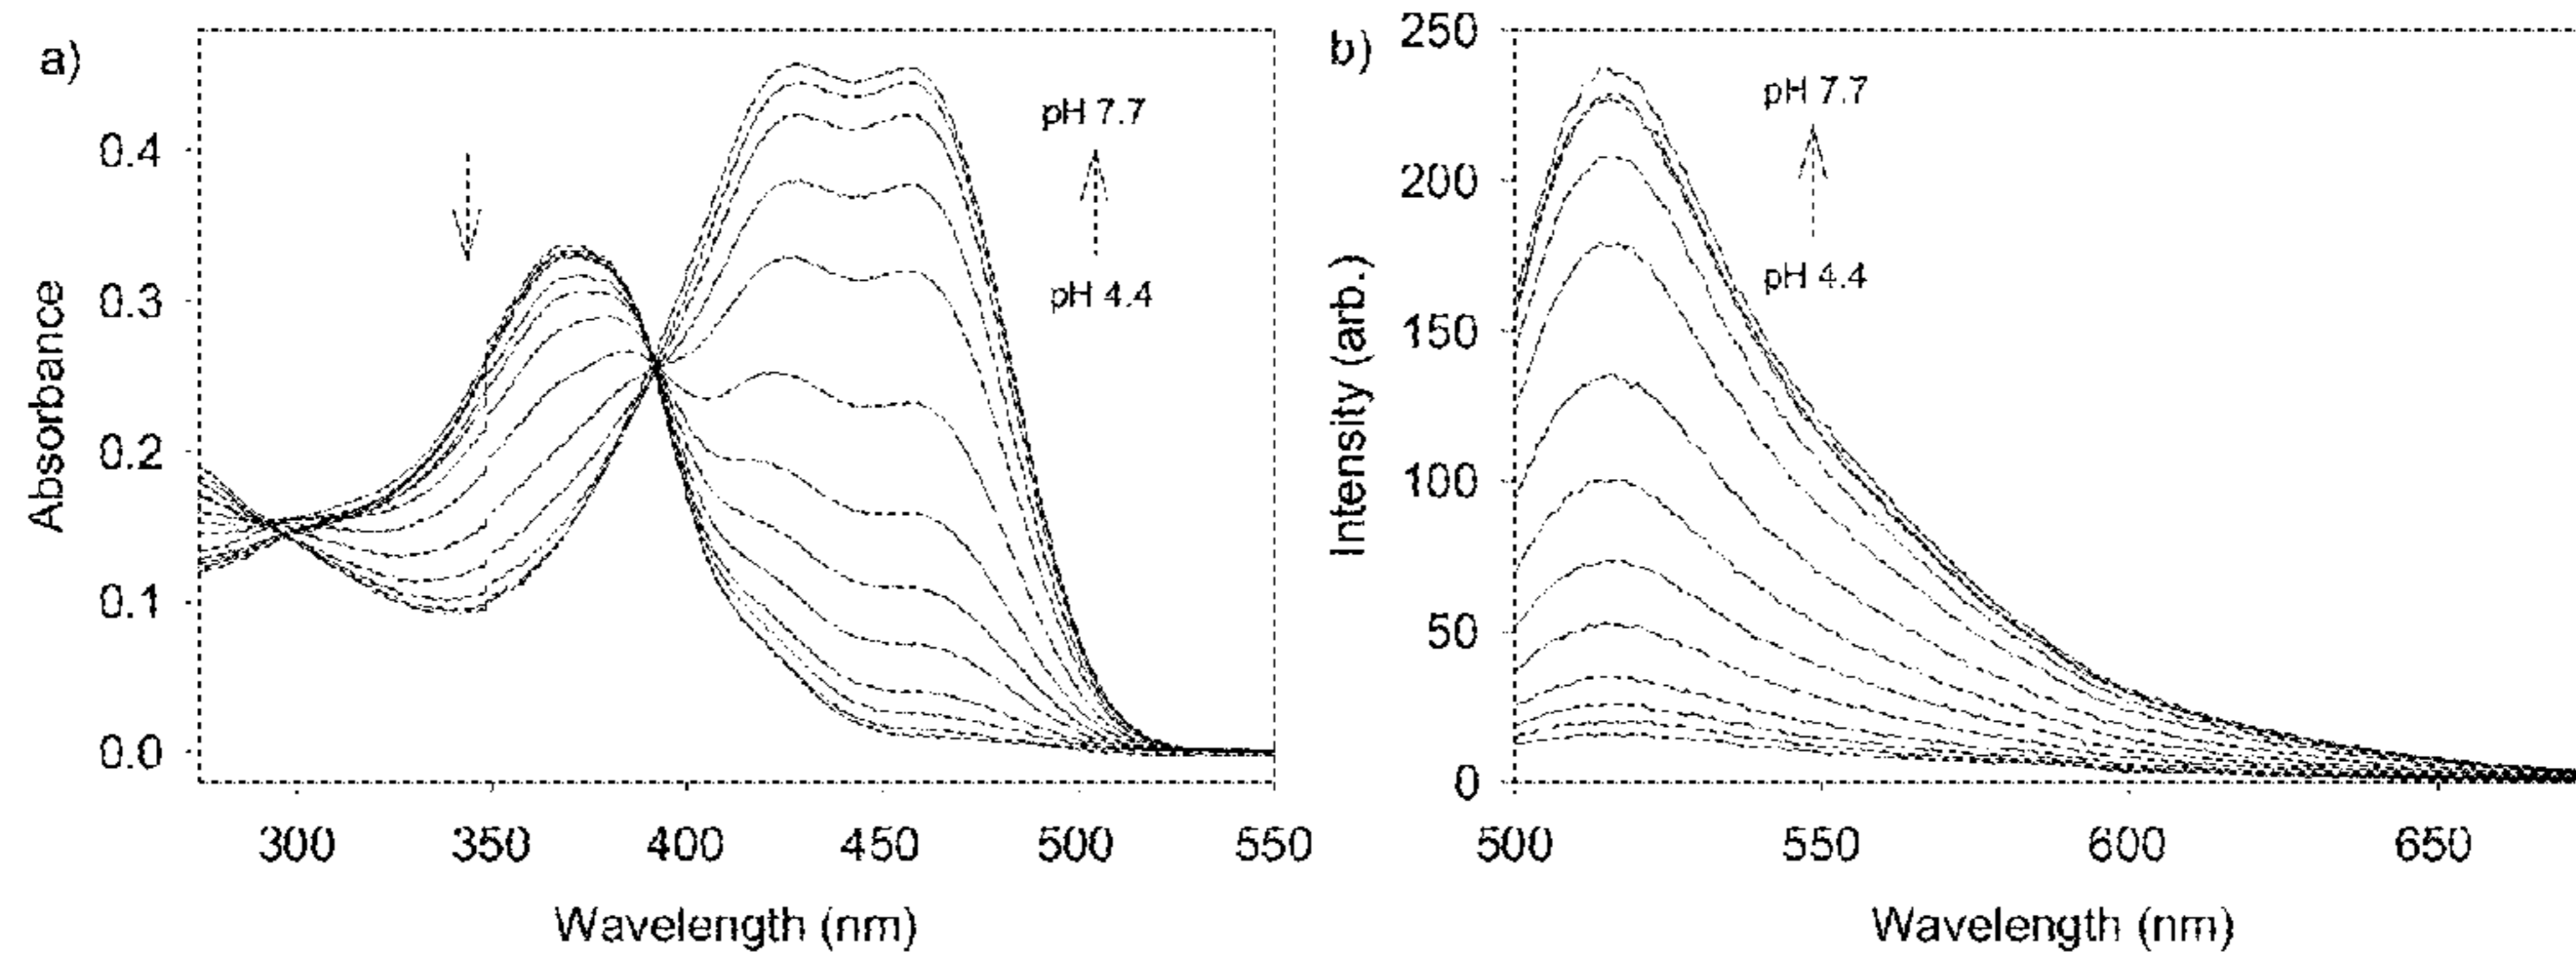 a)
pH 7.7
pH 4.4
0.4
0.3
0.2
0.1
0.0
Absorbance
300 350 400 450 500 550
Wavelength (nm)
b)
pH 7.7
pH 4.4
250
200
150
100
50
0
Intensity (arb.)
500 550 600 650
Wavelength (nm)